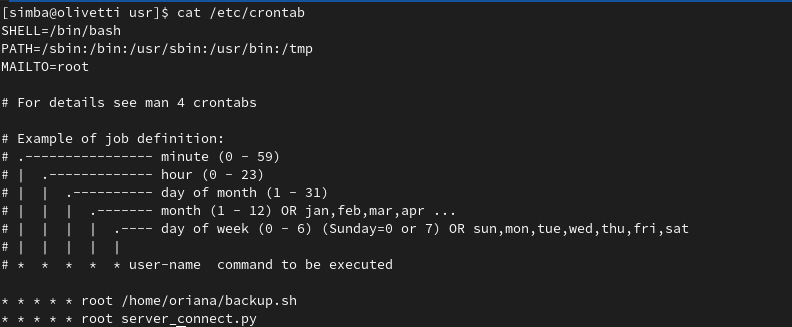 [simba@olivetti usr]$ cat /etc/crontab
SHELL=/bin/bash
PATH=/sbin:/bin:/usr/sbin:/usr/bin:/tmp
MAILTO=root

# For details see man 4 crontabs

# Example of job definition:
# .---------------- minute (0 - 59)
# |  .------------- hour (0 - 23)
# |  |  .---------- day of month (1 - 31)
# |  |  |  .------- month (1 - 12) OR jan,feb,mar,apr ...
# |  |  |  |  .---- day of week (0 - 6) (Sunday=0 or 7) OR sun,mon,tue,wed,thu,fri,sat
# |  |  |  |  |
# *  *  *  *  * user-name  command to be executed

* * * * * root /home/oriana/backup.sh
* * * * * root server_connect.py